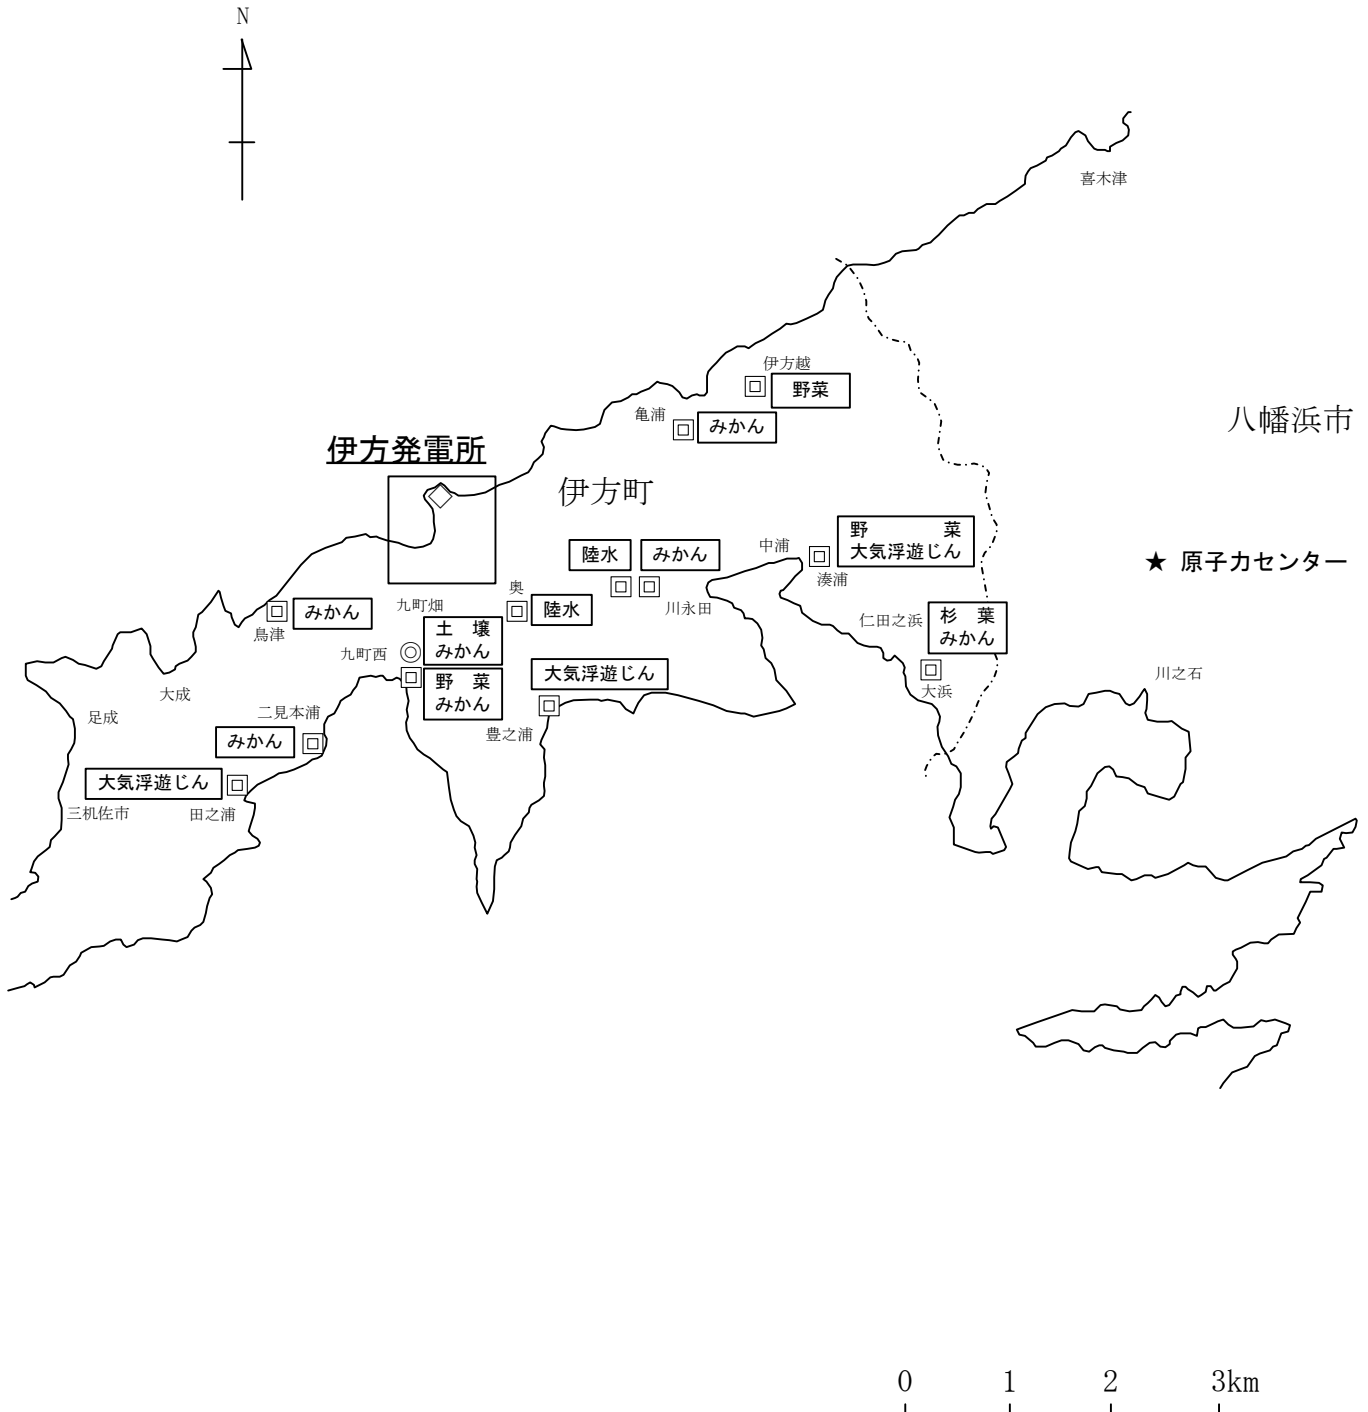 N
喜木津
伊方越
野菜
亀浦
みかん
八幡浜市
伊方発電所
伊方町
野　菜
大気浮遊じん
中浦
湊浦
★ 原子力センター
陸水
みかん
川永田
奥
陸水
九町畑
鳥津
みかん
土　壌
みかん
九町西
野　菜
みかん
仁田之浜
杉　葉
みかん
大浜
川之石
大気浮遊じん
豊之浦
大成
足成
二見本浦
みかん
大気浮遊じん
三机佐市
田之浦
0 1 2 3km